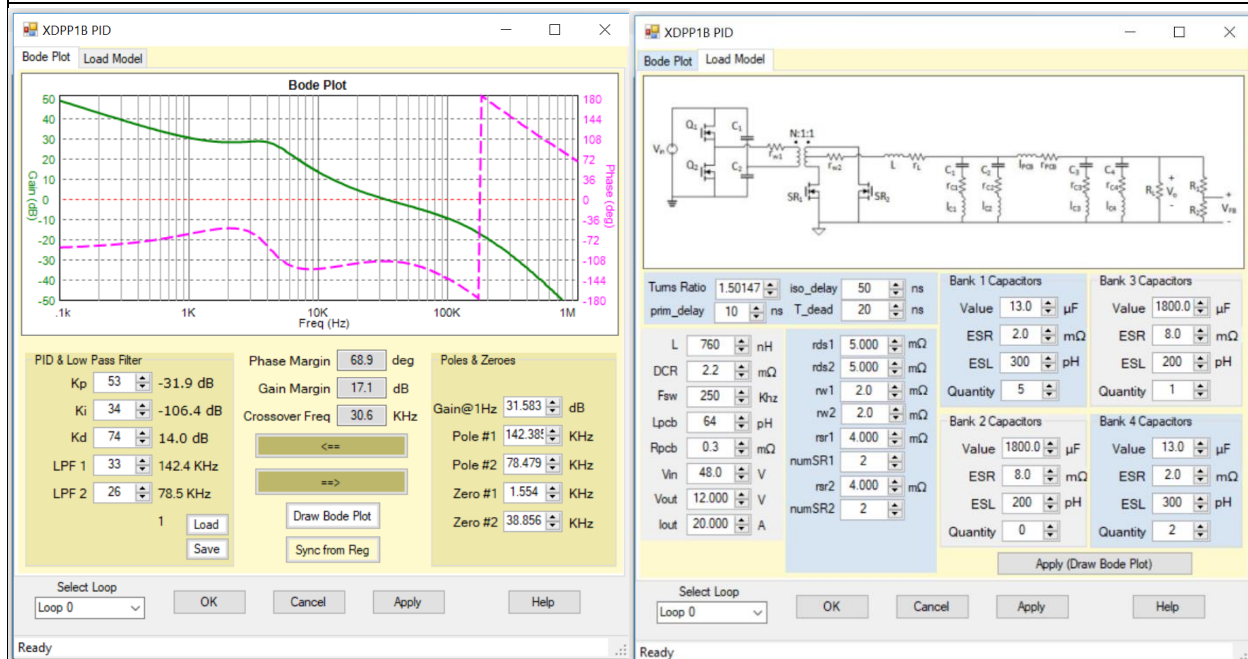 XDPP1B PID
Bode Plot Load Model
Bode Plot
50 40 30 20 10 0 -10 -20 -30 -40 -50
Gain (dB)
180 144 108 72 36 0 -36 -72 -108 -144 -180
Phase (deg)
.1k 1K 10K 100K 1M
Freq (Hz)
PID & Low Pass Filter
Kp 53 -31.9 dB
Ki 34 -106.4 dB
Kd 74 14.0 dB
LPF 1 33 142.4 KHz
LPF 2 26 78.5 KHz
1 Load
Save
Phase Margin 68.9 deg
Gain Margin 17.1 dB
Crossover Freq 30.6 KHz
<==
==>
Draw Bode Plot
Sync from Reg
Poles & Zeroes
Gain@1Hz 31.583 dB
Pole #1 142.385 KHz
Pole #2 78.479 KHz
Zero #1 1.554 KHz
Zero #2 38.856 KHz
Select Loop
Loop 0 OK Cancel Apply Help
Ready
XDPP1B PID
Bode Plot Load Model
Vin Q1 Q2 C1 C2 rw1 N:1:1 rw2 SR1 SR2 L rL
C1 rC1 lC1 C2 rC2 lC2 lPCB rPCB C3 rC3 lC3 C4 rC4 lC4 RL + Vo - R1 R2 + VFB -
Turns Ratio 1.50147 iso_delay 50 ns
prim_delay 10 ns T_dead 20 ns
L 760 nH
DCR 2.2 mΩ
Fsw 250 Khz
Lpcb 64 pH
Rpcb 0.3 mΩ
Vin 48.0 V
Vout 12.000 V
Iout 20.000 A
rds1 5.000 mΩ
rds2 5.000 mΩ
rw1 2.0 mΩ
rw2 2.0 mΩ
rsr1 4.000 mΩ
numSR1 2
rsr2 4.000 mΩ
numSR2 2
Bank 1 Capacitors
Value 13.0 µF
ESR 2.0 mΩ
ESL 300 pH
Quantity 5
Bank 2 Capacitors
Value 1800.0 µF
ESR 8.0 mΩ
ESL 200 pH
Quantity 0
Bank 3 Capacitors
Value 1800.0 µF
ESR 8.0 mΩ
ESL 200 pH
Quantity 1
Bank 4 Capacitors
Value 13.0 µF
ESR 2.0 mΩ
ESL 300 pH
Quantity 2
Apply (Draw Bode Plot)
Select Loop
Loop 0 OK Cancel Apply Help
Ready